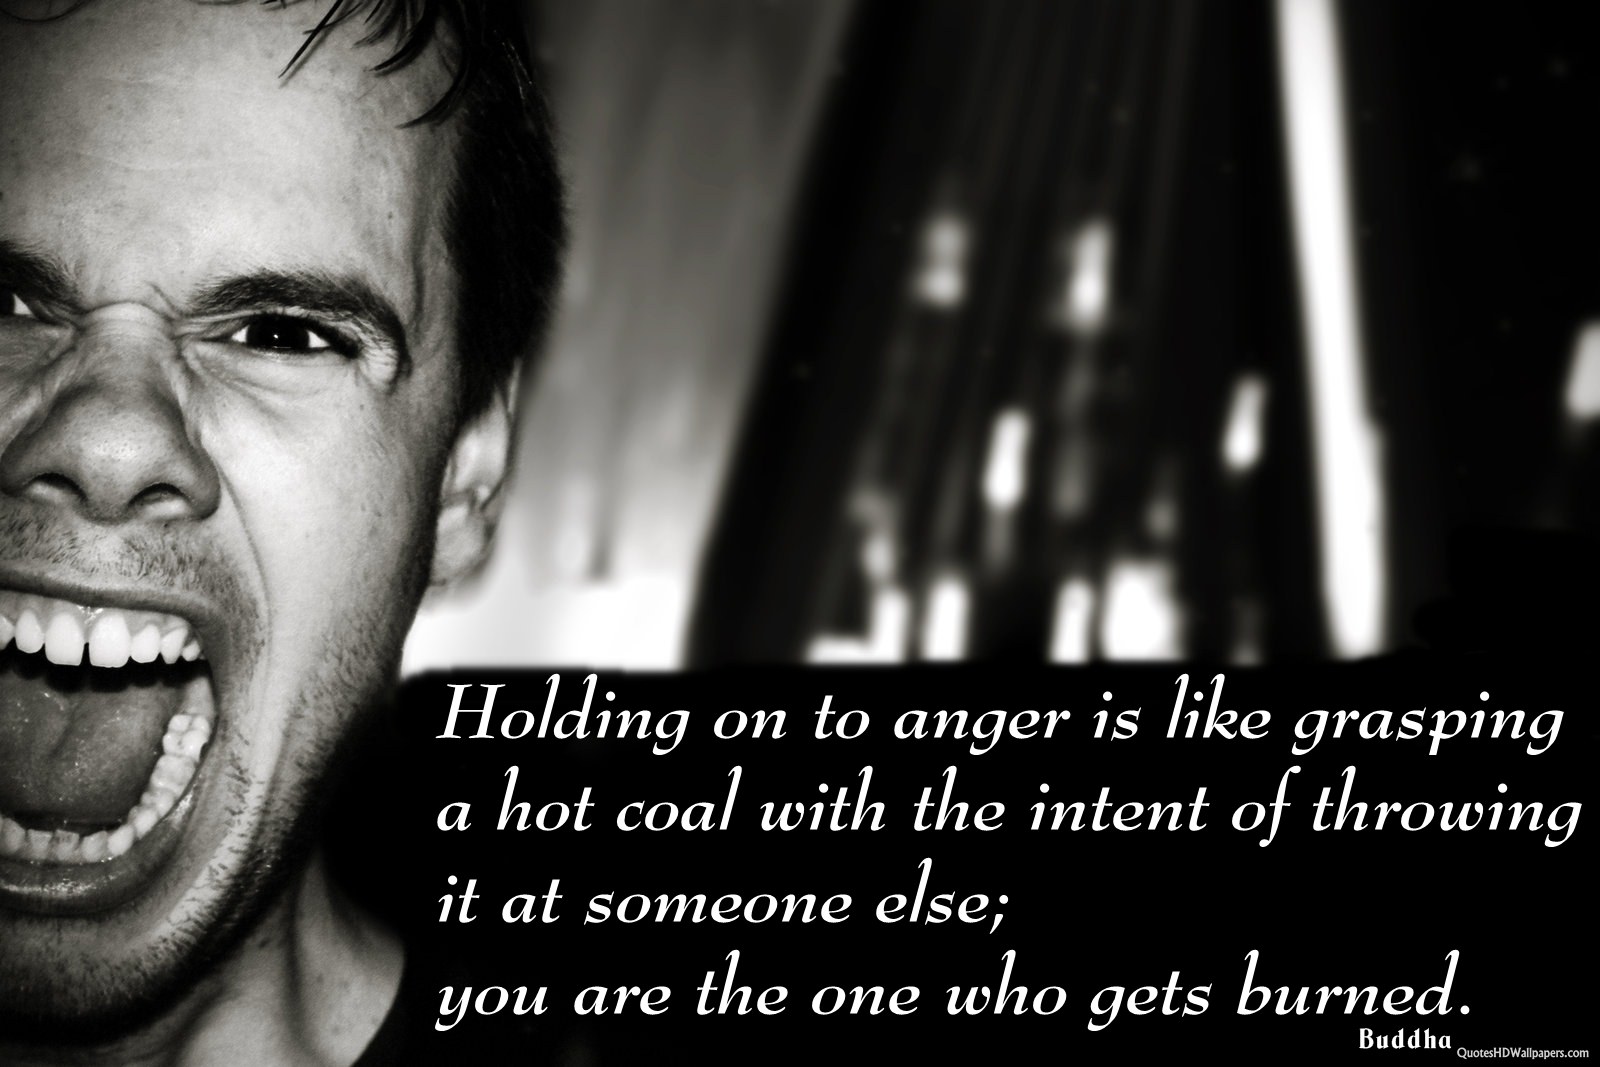 Holding on to anger is like grasping
a hot coal with the intent of throwing
it at someone else;
you are the one who gets burned.
Buddha
QuotesHDWallpapers.com